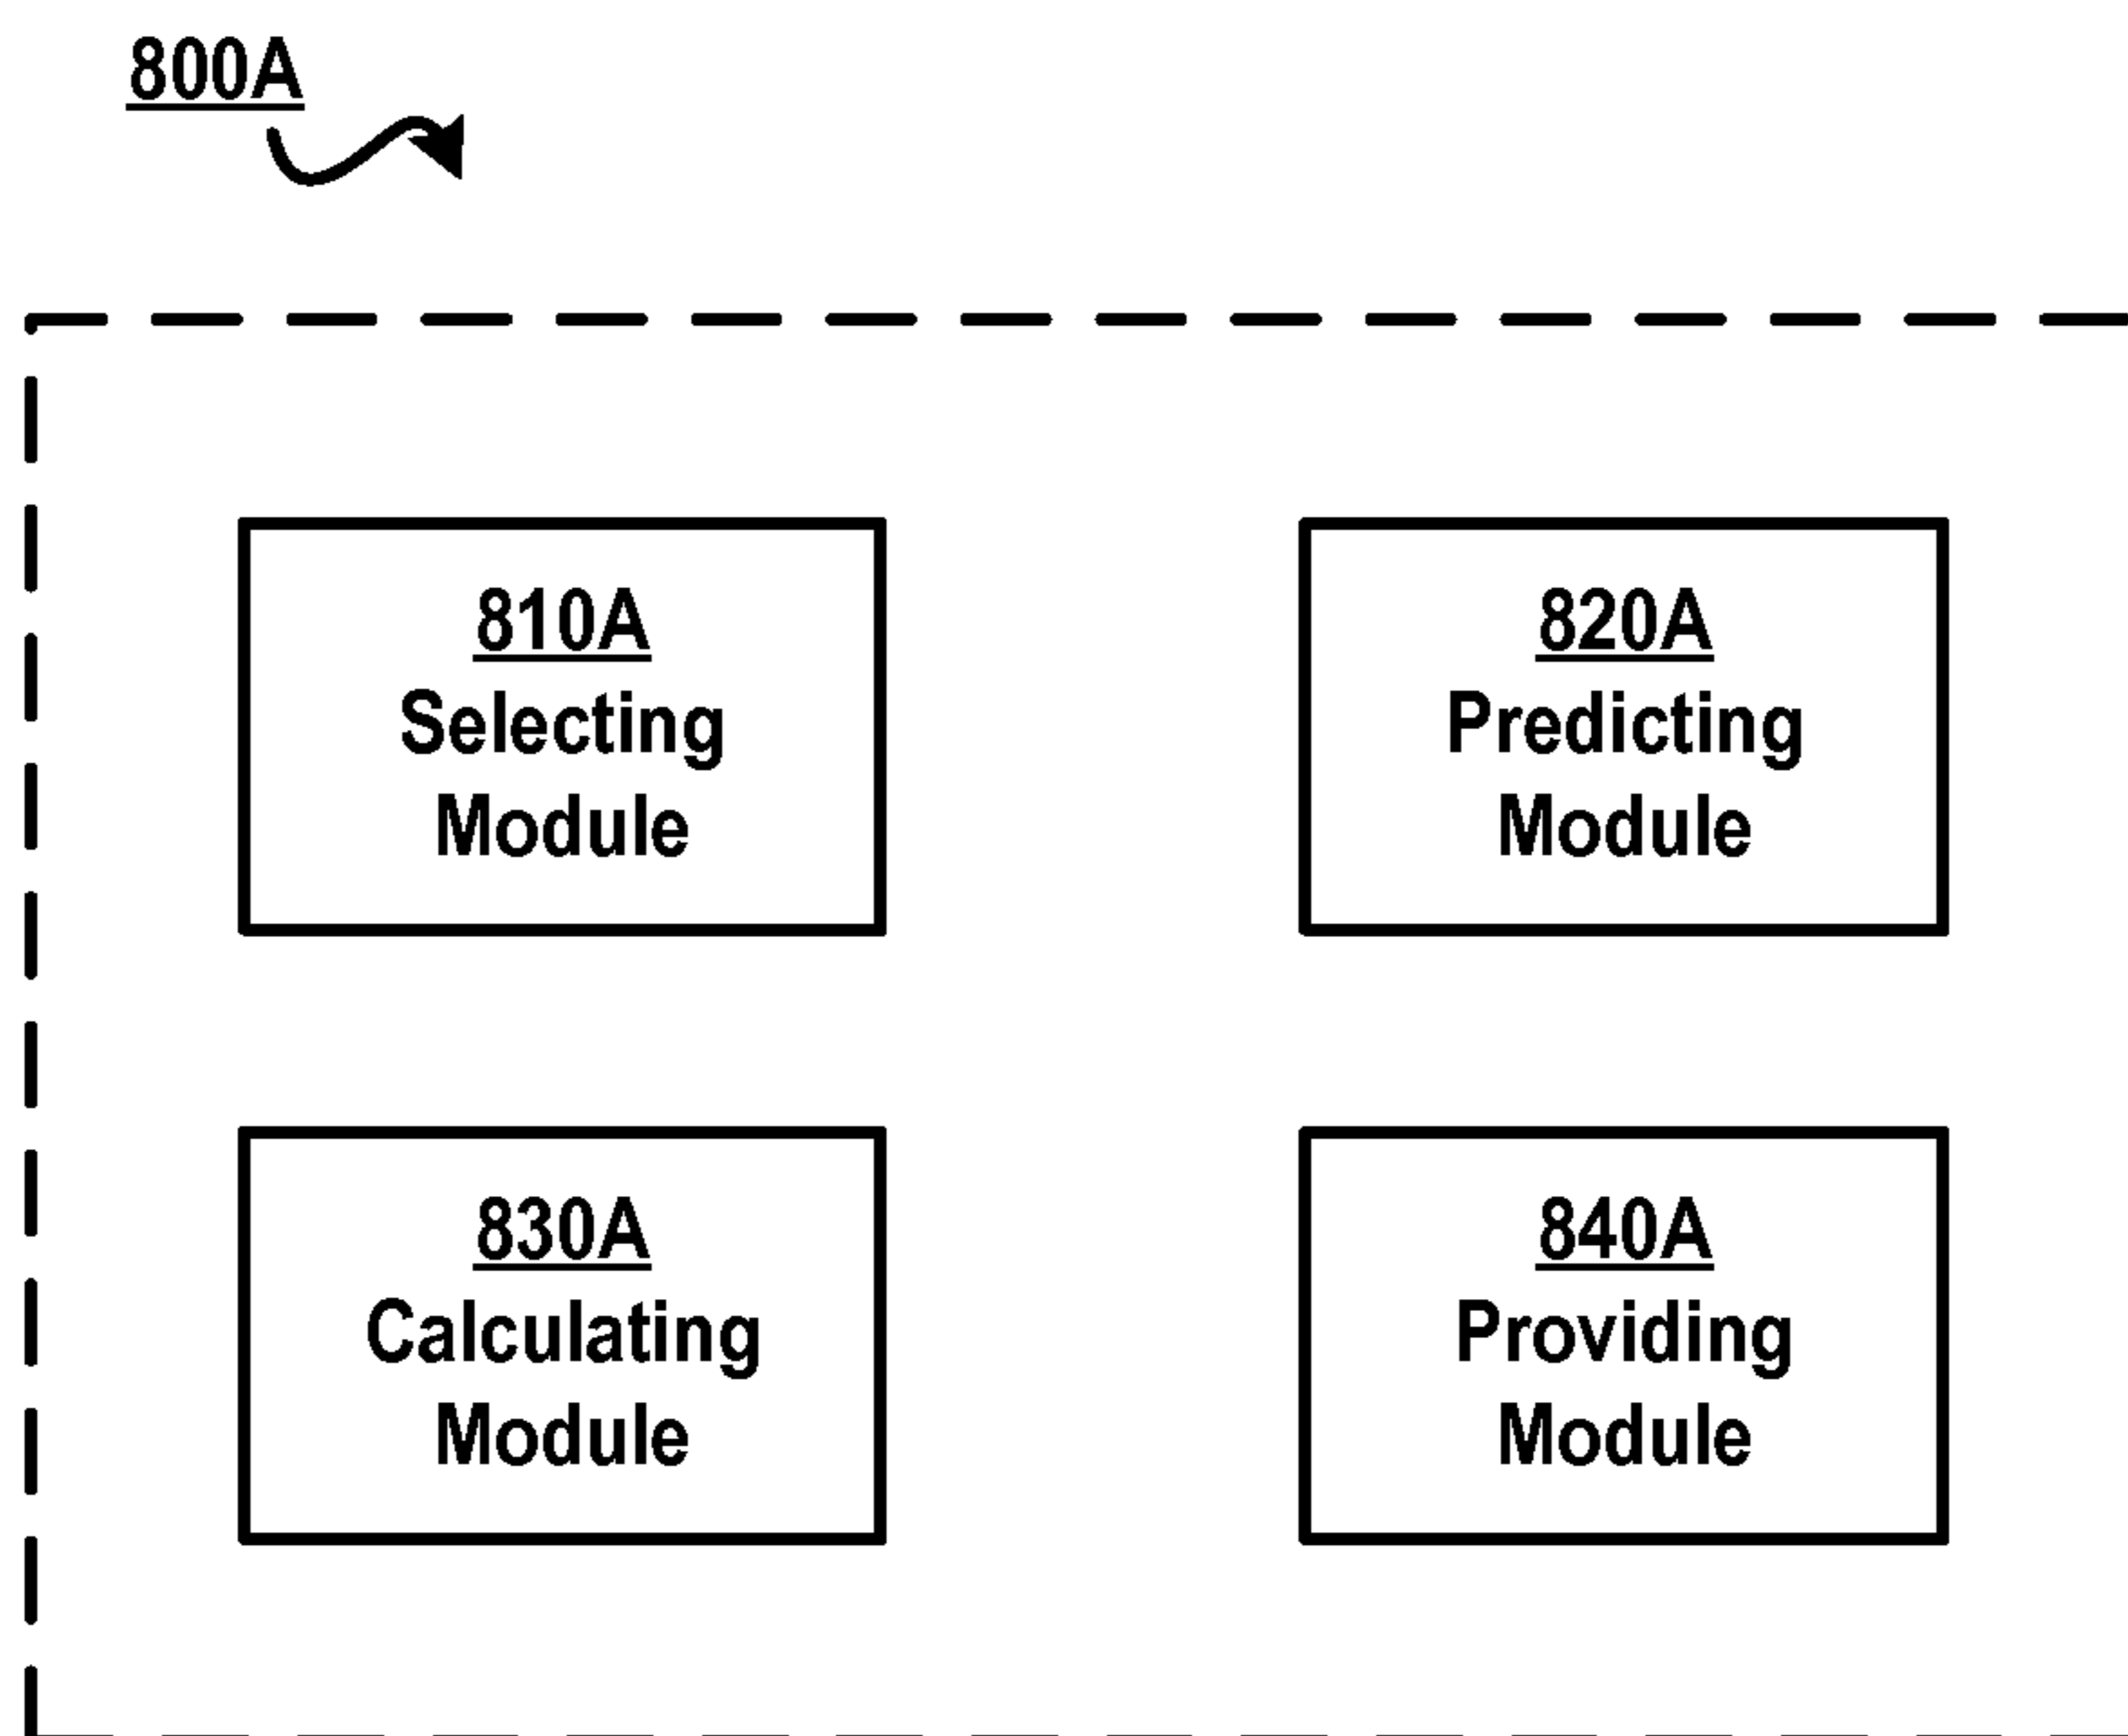 800A
810A
Selecting
Module
820A
Predicting
Module
830A
Calculating
Module
840A
Providing
Module